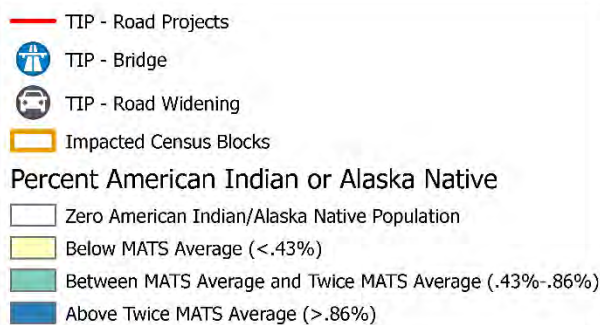 TIP - Road Projects
TIP - Bridge
TIP - Road Widening
Impacted Census Blocks
Percent American Indian or Alaska Native
Zero American Indian/Alaska Native Population
Below MATS Average (<.43%)
Between MATS Average and Twice MATS Average (.43%-.86%)
Above Twice MATS Average (>.86%)